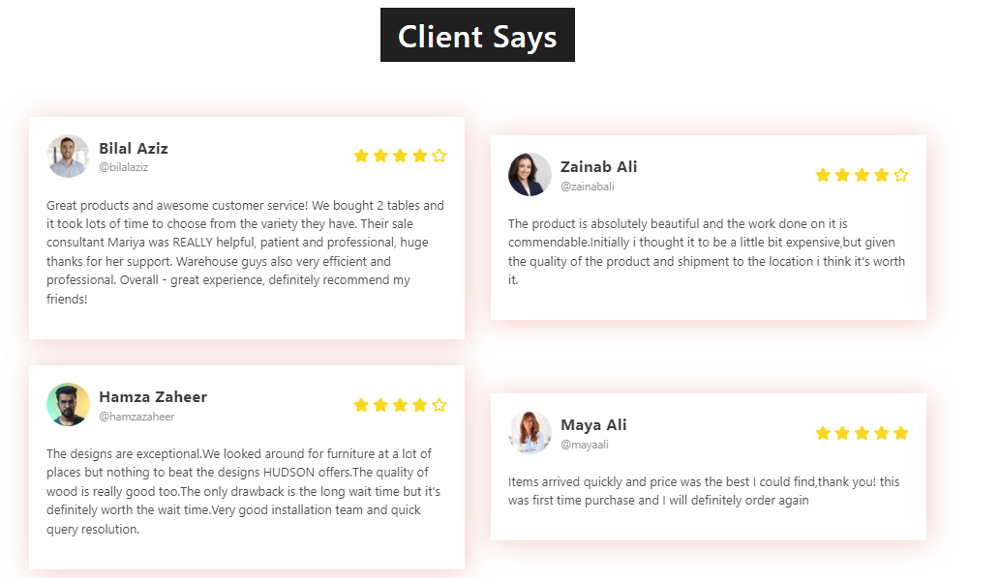 Client Says
Bilal Aziz
@bilalaziz
Great products and awesome customer service! We bought 2 tables and
it took lots of time to choose from the variety they have. Their sale
consultant Mariya was REALLY helpful, patient and professional, huge
thanks for her support. Warehouse guys also very efficient and
professional. Overall - great experience, definitely recommend my
friends!
Zainab Ali
@zainabali
The product is absolutely beautiful and the work done on it is
commendable.Initially i thought it to be a little bit expensive,but given
the quality of the product and shipment to the location i think it's worth
it.
Hamza Zaheer
@hamzazaheer
The designs are exceptional.We looked around for furniture at a lot of
places but nothing to beat the designs HUDSON offers.The quality of
wood is really good too.The only drawback is the long wait time but it's
definitely worth the wait time.Very good installation team and quick
query resolution.
Maya Ali
@mayaali
Items arrived quickly and price was the best I could find,thank you! this
was first time purchase and I will definitely order again